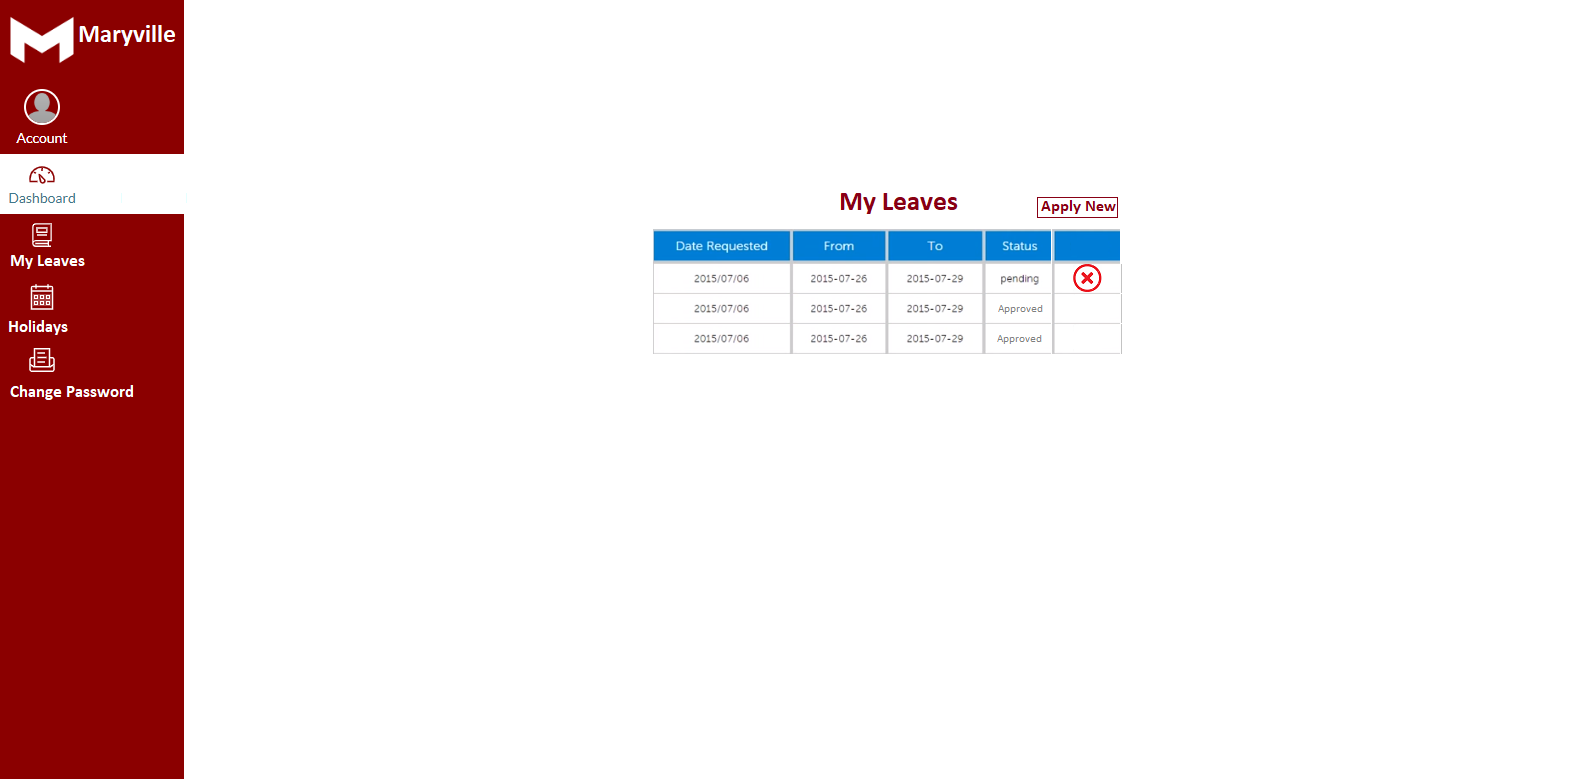 Maryville
Account
Dashboard
My Leaves
Holidays
Change Password
My Leaves
Apply New
Date Requested From To Status
2015/07/06 2015-07-26 2015-07-29 pending
2015/07/06 2015-07-26 2015-07-29 Approved
2015/07/06 2015-07-26 2015-07-29 Approved